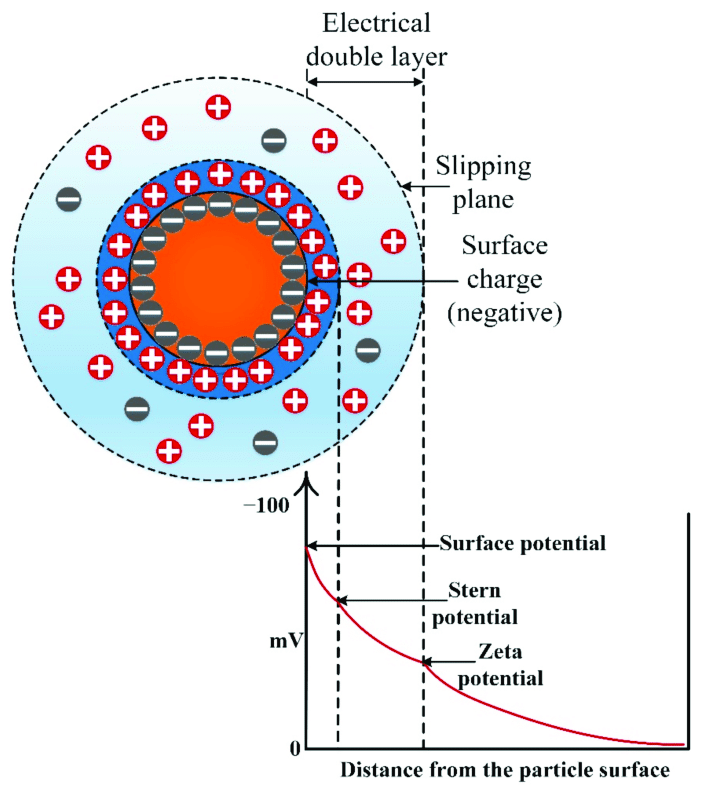 Electrical
double layer
Slipping
plane
Surface
charge
(negative)
−100
Surface potential
Stern
potential
mV
Zeta
potential
0
Distance from the particle surface